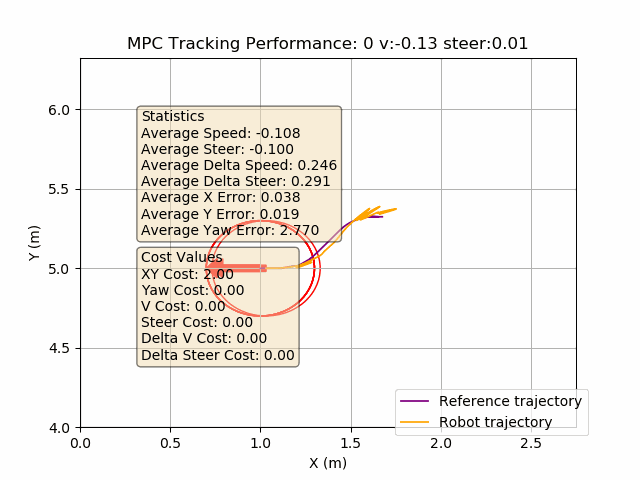 MPC Tracking Performance: 0 v:-0.13 steer:0.01
6.0
5.5
5.0
4.5
4.0
Y (m)
Statistics
Average Speed: -0.108
Average Steer: -0.100
Average Delta Speed: 0.246
Average Delta Steer: 0.291
Average X Error: 0.038
Average Y Error: 0.019
Average Yaw Error: 2.770
Cost Values
XY Cost: 2.00
Yaw Cost: 0.00
V Cost: 0.00
Steer Cost: 0.00
Delta V Cost: 0.00
Delta Steer Cost: 0.00
Reference trajectory
Robot trajectory
0.0 0.5 1.0 1.5 2.0 2.5
X (m)